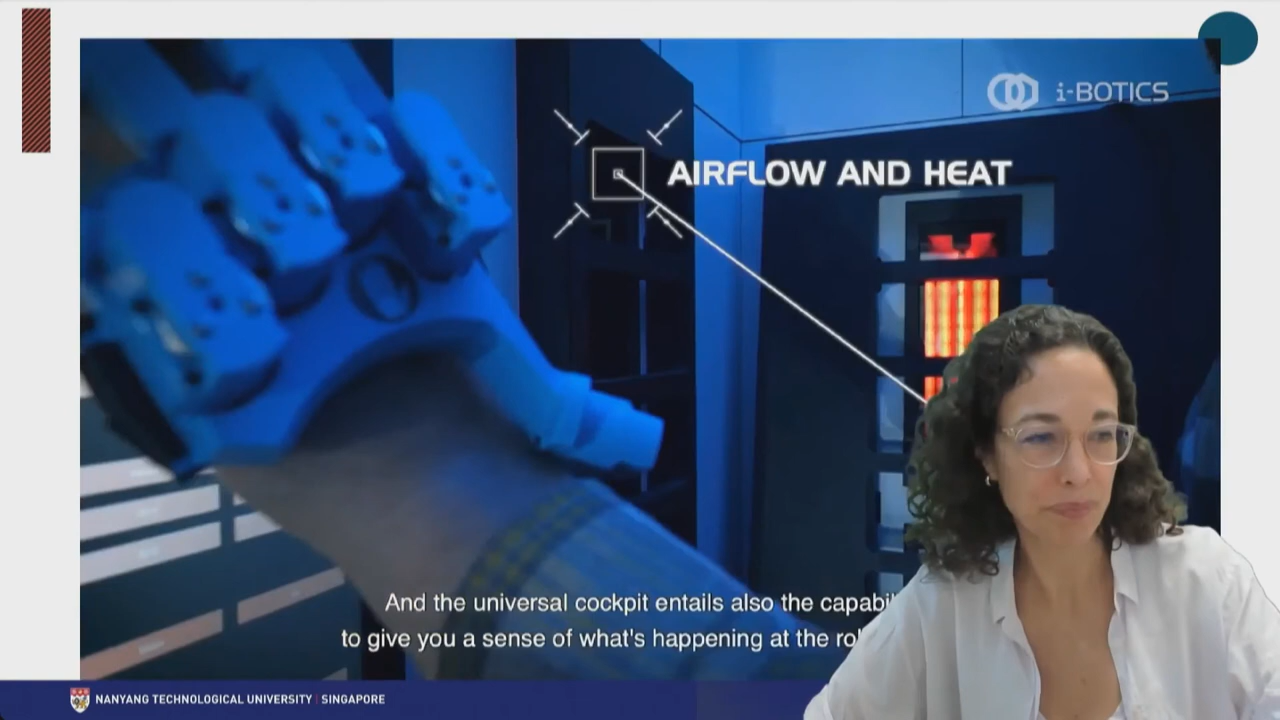 i-BOTICS
AIRFLOW AND HEAT
And the universal cockpit entails also the
to give you a sense of what's happening at the
NANYANG TECHNOLOGICAL UNIVERSITY | SINGAPORE